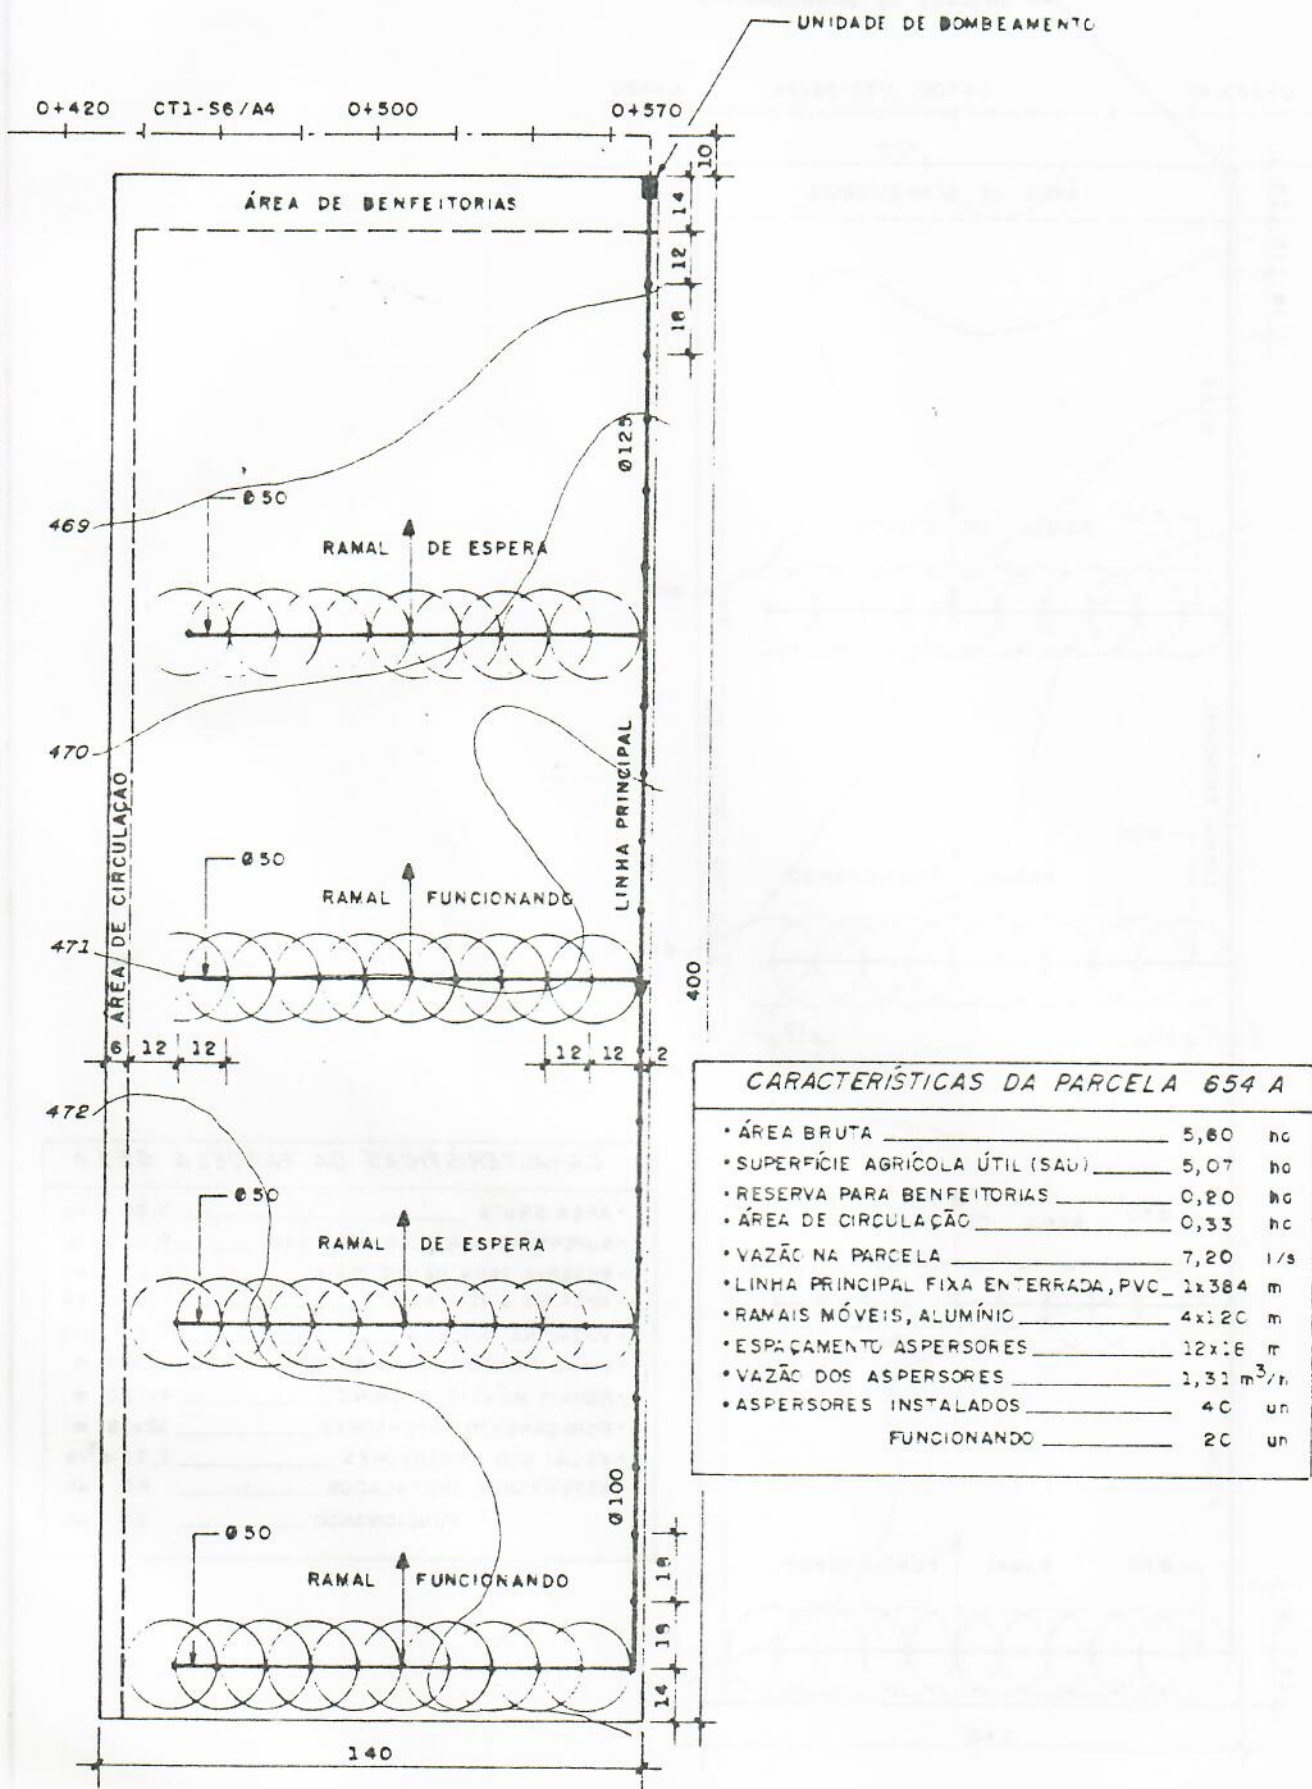 UNIDADE DE BOMBEAMENTO
0+420 CT1-S6/A4 0+500 0+570
10
ÁREA DE BENFEITORIAS
14
12
18
Ø125
Ø50
469
RAMAL DE ESPERA
470
LINHA PRINCIPAL
ÁREA DE CIRCULAÇÃO
Ø50
RAMAL FUNCIONANDO
471
400
6 12 12 12 12 2
472
Ø50
RAMAL DE ESPERA
Ø100
Ø50
18
RAMAL FUNCIONANDO
18
14
140
CARACTERÍSTICAS DA PARCELA 654 A
• ÁREA BRUTA 5,60 ha
• SUPERFÍCIE AGRÍCOLA ÚTIL (SAU) 5,07 ha
• RESERVA PARA BENFEITORIAS 0,20 ha
• ÁREA DE CIRCULAÇÃO 0,33 ha
• VAZÃO NA PARCELA 7,20 l/s
• LINHA PRINCIPAL FIXA ENTERRADA, PVC 1x384 m
• RAMAIS MÓVEIS, ALUMÍNIO 4x120 m
• ESPAÇAMENTO ASPERSORES 12x18 m
• VAZÃO DOS ASPERSORES 1,31 m³/h
• ASPERSORES INSTALADOS 40 un
FUNCIONANDO 20 un